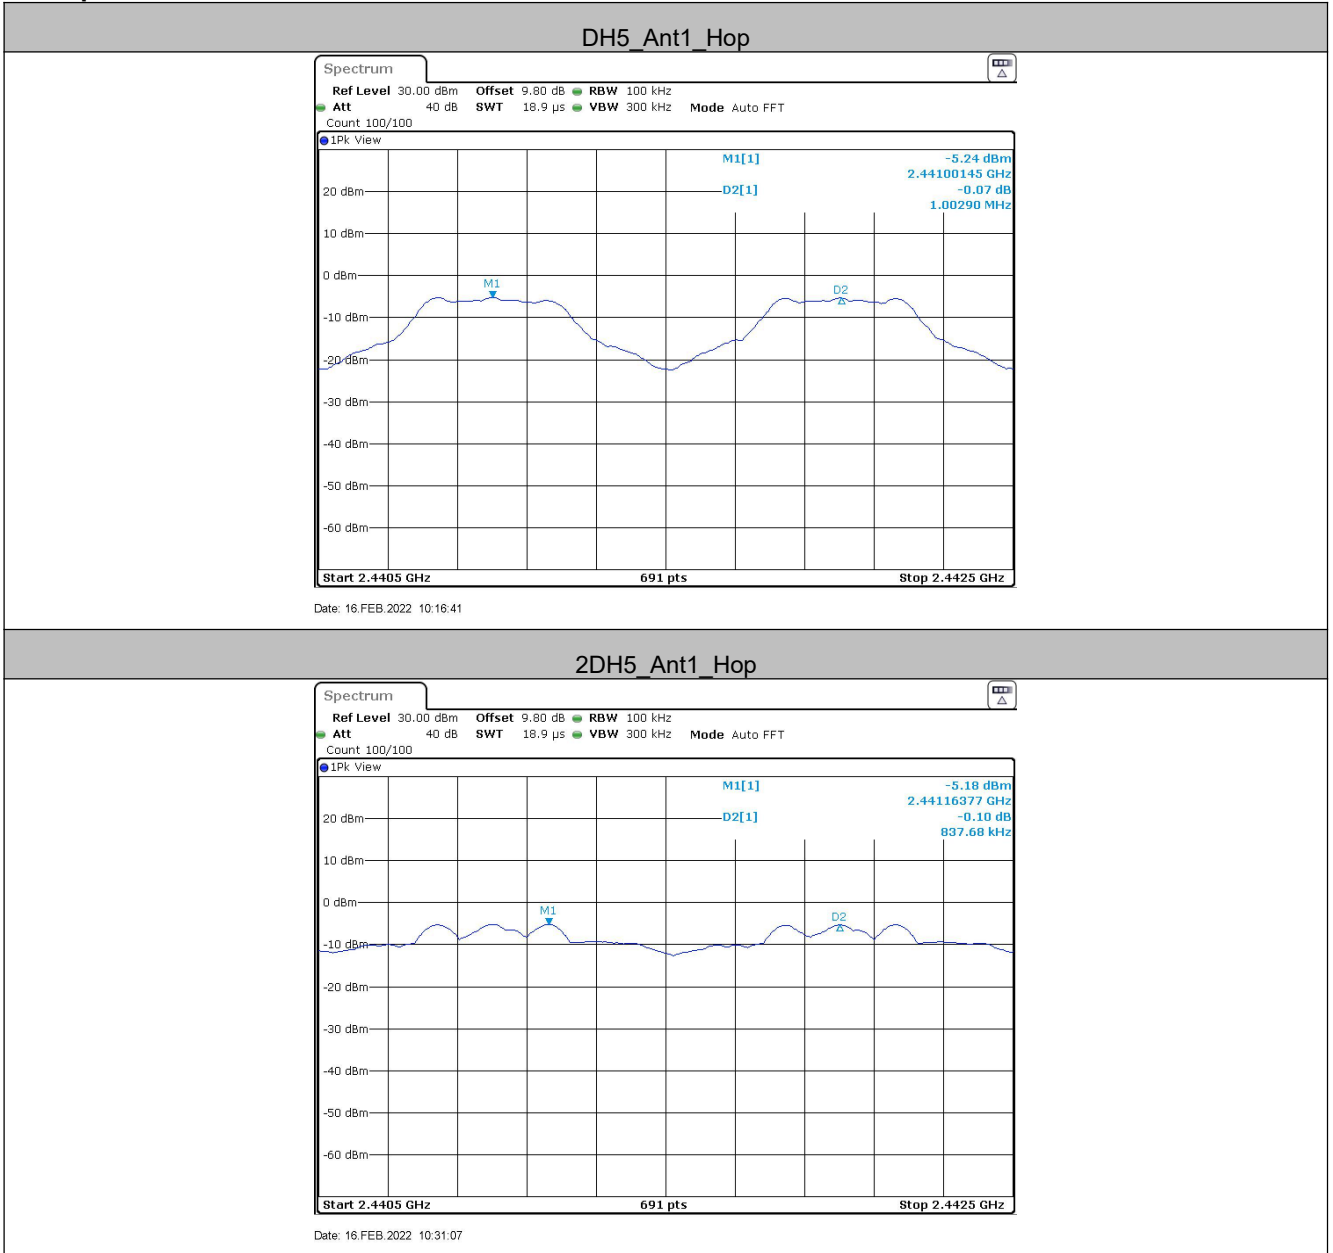 DH5_Ant1_Hop
Spectrum
Ref Level 30.00 dBm Offset 9.80 dB RBW 100 kHz
Att 40 dB SWT 18.9 µs VBW 300 kHz Mode Auto FFT
Count 100/100
1Pk View
M1[1] -5.24 dBm
2.44100145 GHz
20 dBm D2[1] -0.07 dB
1.00290 MHz
10 dBm
0 dBm
M1
D2
-10 dBm
-20 dBm
-30 dBm
-40 dBm
-50 dBm
-60 dBm
Start 2.4405 GHz 691 pts Stop 2.4425 GHz
Date: 16.FEB.2022 10:16:41
2DH5_Ant1_Hop
Spectrum
Ref Level 30.00 dBm Offset 9.80 dB RBW 100 kHz
Att 40 dB SWT 18.9 µs VBW 300 kHz Mode Auto FFT
Count 100/100
1Pk View
M1[1] -5.18 dBm
2.44116377 GHz
20 dBm D2[1] -0.10 dB
837.68 kHz
10 dBm
0 dBm
M1
D2
-10 dBm
-20 dBm
-30 dBm
-40 dBm
-50 dBm
-60 dBm
Start 2.4405 GHz 691 pts Stop 2.4425 GHz
Date: 16.FEB.2022 10:31:07